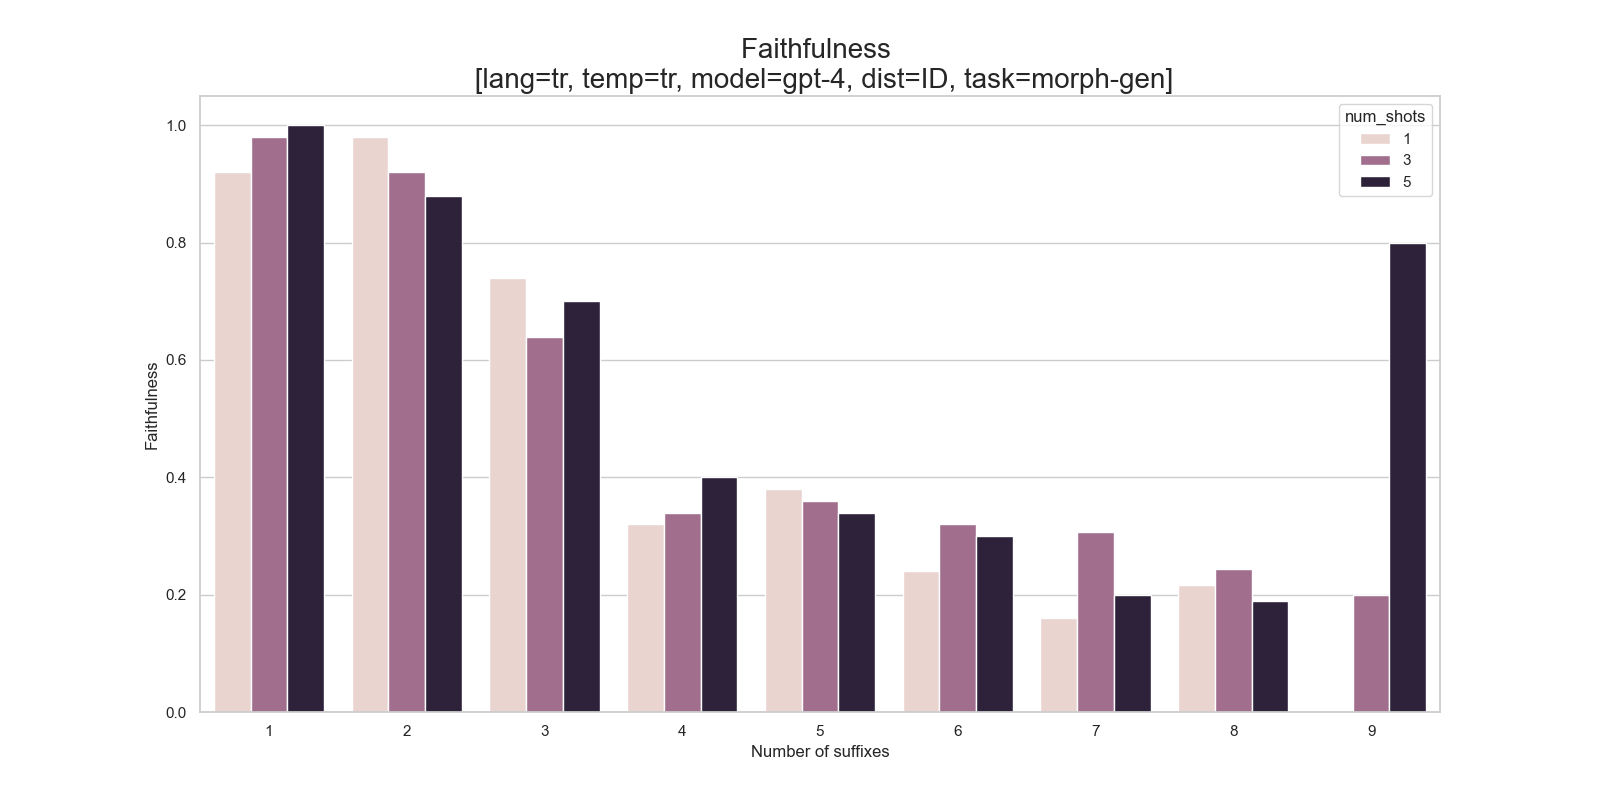 Faithfulness
[lang=tr, temp=tr, model=gpt-4, dist=ID, task=morph-gen]
num_shots
1
3
5
1.0
0.8
0.6
0.4
0.2
0.0
Faithfulness
1 2 3 4 5 6 7 8 9
Number of suffixes